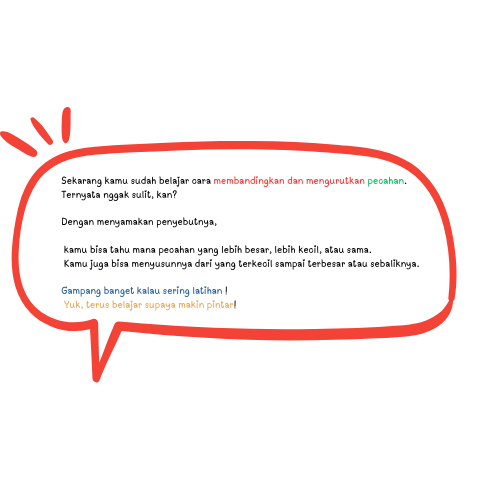 Sekarang kamu sudah belajar cara membandingkan dan mengurutkan pecahan.
Ternyata nggak sulit, kan?
Dengan menyamakan penyebutnya,
kamu bisa tahu mana pecahan yang lebih besar, lebih kecil, atau sama.
Kamu juga bisa menyusunnya dari yang terkecil sampai terbesar atau sebaliknya.
Gampang banget kalau sering latihan !
Yuk, terus belajar supaya makin pintar!